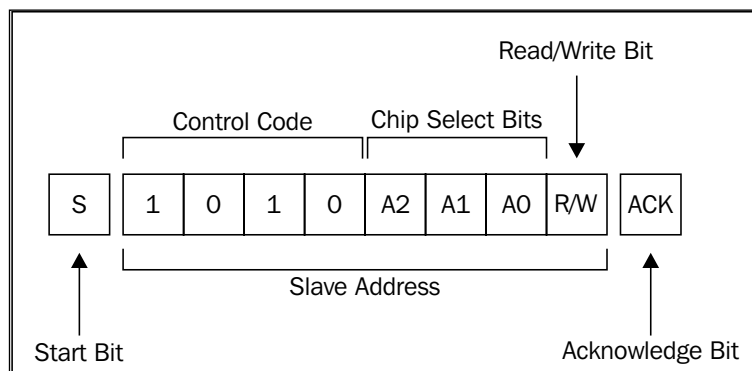 Read/Write Bit
Control Code Chip Select Bits
S 1 0 1 0 A2 A1 A0 R/W ACK
Slave Address
Start Bit Acknowledge Bit